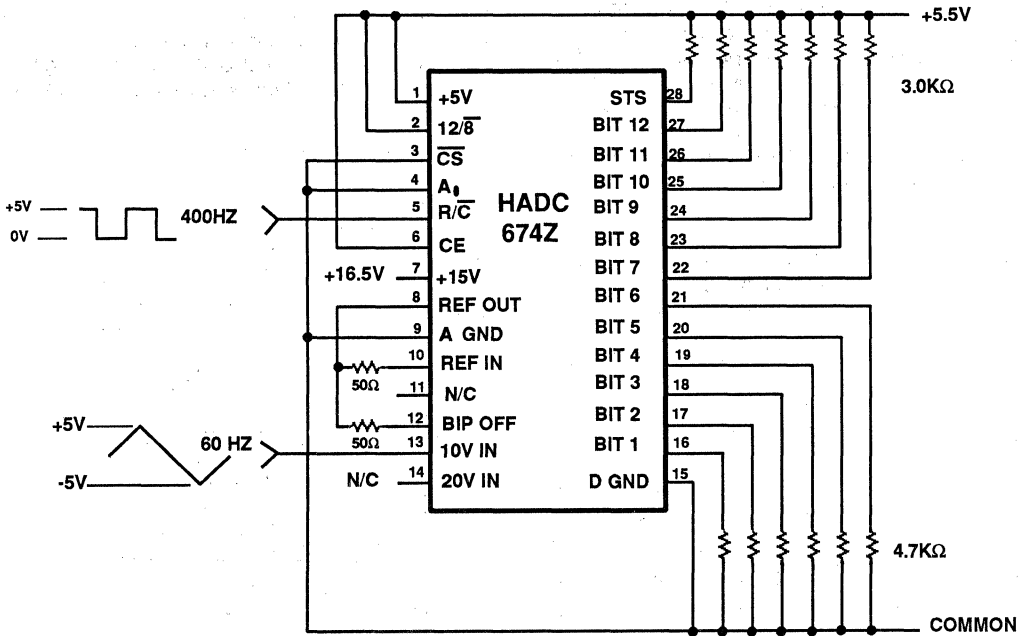 +5.5V
3.0KΩ
1 +5V
2 12/8̅
3 C̅S̅
4 A₀
5 R/C̅
6 CE
7 +15V
8 REF OUT
9 A GND
10 REF IN
11 N/C
12 BIP OFF
13 10V IN
14 20V IN
HADC
674Z
STS 28
BIT 12 27
BIT 11 26
BIT 10 25
BIT 9 24
BIT 8 23
BIT 7 22
BIT 6 21
BIT 5 20
BIT 4 19
BIT 3 18
BIT 2 17
BIT 1 16
D GND 15
+5V
0V
400HZ
+16.5V
50Ω
50Ω
+5V
-5V
60 HZ
N/C
4.7KΩ
COMMON